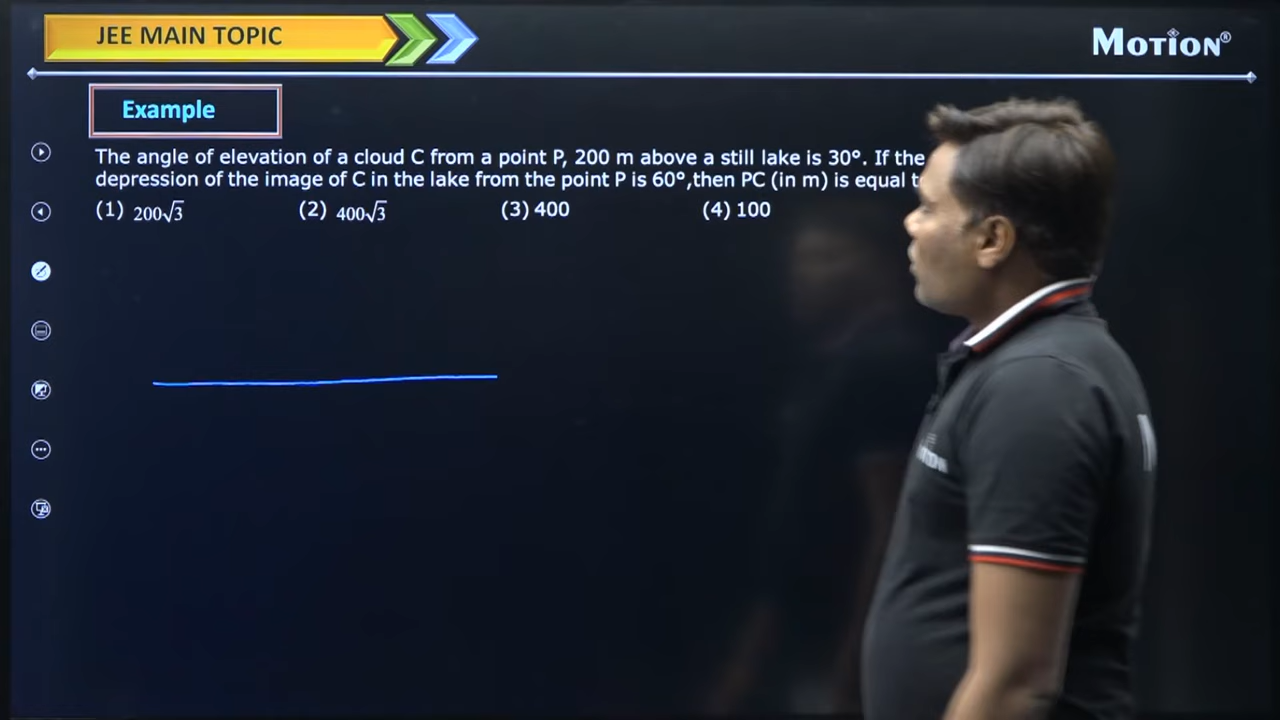 JEE MAIN TOPIC
MOTION®
Example
The angle of elevation of a cloud C from a point P, 200 m above a still lake is 30°. If the
depression of the image of C in the lake from the point P is 60°,then PC (in m) is equal
(1) 200√3 (2) 400√3 (3) 400 (4) 100